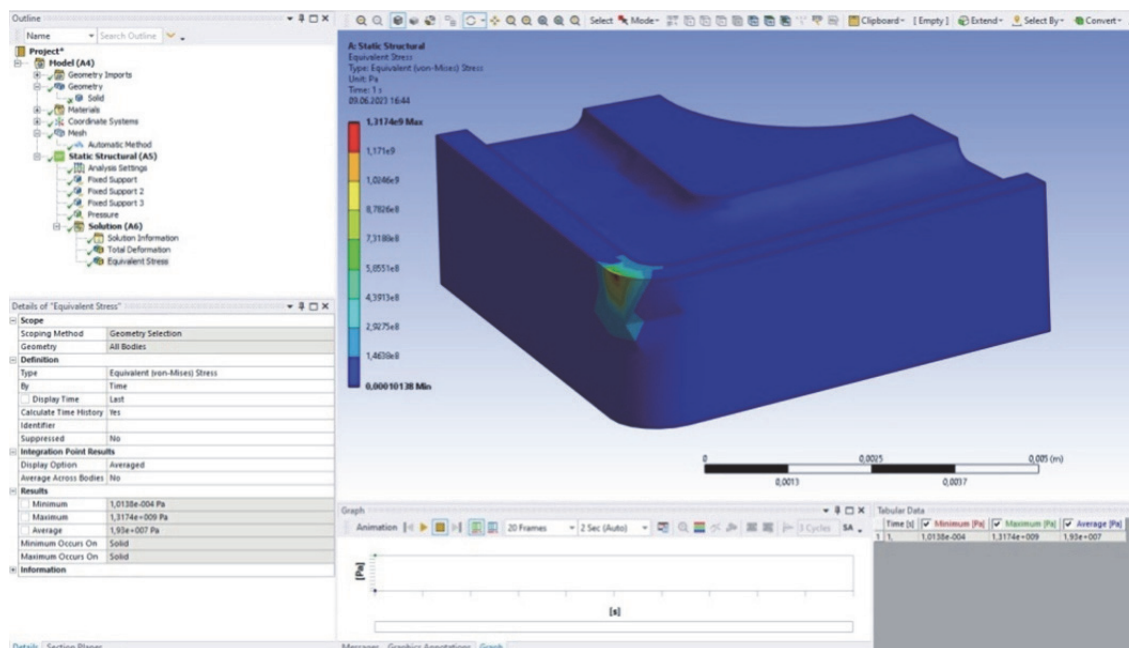 Outline
Name Search Outline
Project*
Model (A4)
Geometry Imports
Geometry
Solid
Materials
Coordinate Systems
Mesh
Automatic Method
Static Structural (A5)
Analysis Settings
Fixed Support
Fixed Support 2
Fixed Support 3
Pressure
Solution (A6)
Solution Information
Total Deformation
Equivalent Stress
Details of "Equivalent Stress"
Scope
Scoping Method Geometry Selection
Geometry All Bodies
Definition
Type Equivalent (von-Mises) Stress
By Time
Display Time Last
Calculate Time History Yes
Identifier
Suppressed No
Integration Point Results
Display Option Averaged
Average Across Bodies No
Results
Minimum 1,0138e-004 Pa
Maximum 1,3174e+009 Pa
Average 1,93e+007 Pa
Minimum Occurs On Solid
Maximum Occurs On Solid
Information
Details Section Planes
Select Mode Clipboard [ Empty ] Extend Select By Convert
A: Static Structural
Equivalent Stress
Type: Equivalent (von-Mises) Stress
Unit: Pa
Time: 1 s
09.06.2023 16:44
1,3174e9 Max
1,171e9
1,0246e9
8,7826e8
7,3188e8
5,8551e8
4,3913e8
2,9275e8
1,4638e8
0,00010138 Min
0 0,0025 0,005 (m)
0,0013 0,0037
Graph
Animation 20 Frames 2 Sec (Auto) 3 Cycles SA
[Pa]
[s]
Messages Graphics Annotations Graph
Tabular Data
Time [s] Minimum [Pa] Maximum [Pa] Average [Pa]
1 1, 1,0138e-004 1,3174e+009 1,93e+007